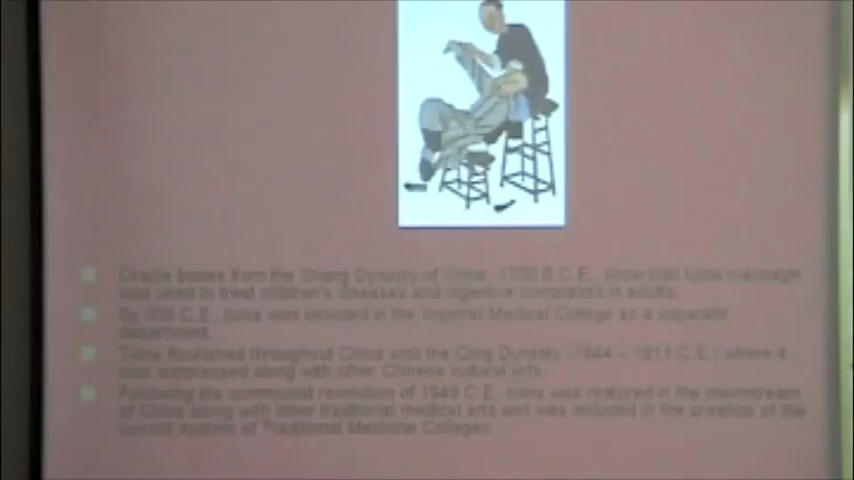 Oracle bones from the Shang Dynasty of China, 1700 B.C.E., show that tuina massage
was used to treat children's diseases and digestive complaints in adults.
By C.E., tuina was included in the Imperial Medical College as a separate
department.
Tuina flourished throughout China until the Qing Dynasty (1644 – 1911 C.E.) where it
was suppressed along with other Chinese cultural arts.
Following the communist revolution of 1949 C.E. tuina was restored in the mainstream
of China along with other traditional medical arts and was included in the creation of the
current system of Traditional Medicine Colleges.